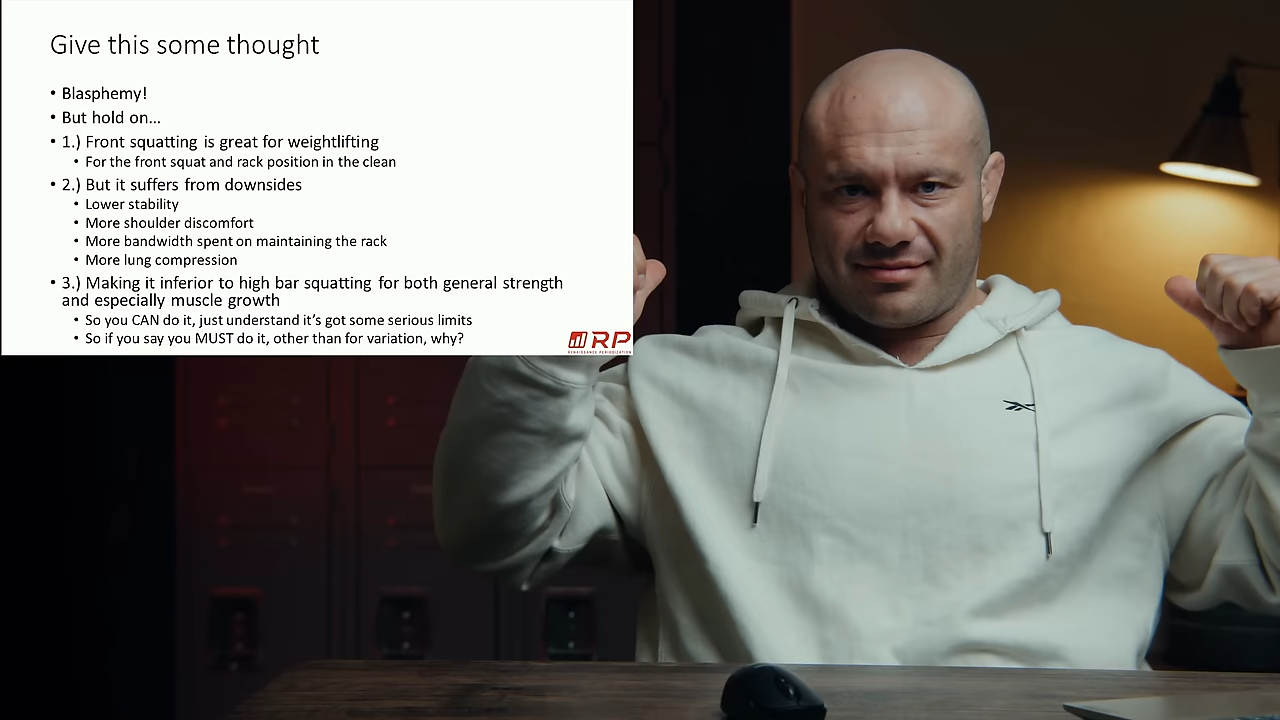 Give this some thought
• Blasphemy!
• But hold on…
• 1.) Front squatting is great for weightlifting
• For the front squat and rack position in the clean
• 2.) But it suffers from downsides
• Lower stability
• More shoulder discomfort
• More bandwidth spent on maintaining the rack
• More lung compression
• 3.) Making it inferior to high bar squatting for both general strength
and especially muscle growth
• So you CAN do it, just understand it's got some serious limits
• So if you say you MUST do it, other than for variation, why?
RP
RENAISSANCE PERIODIZATION